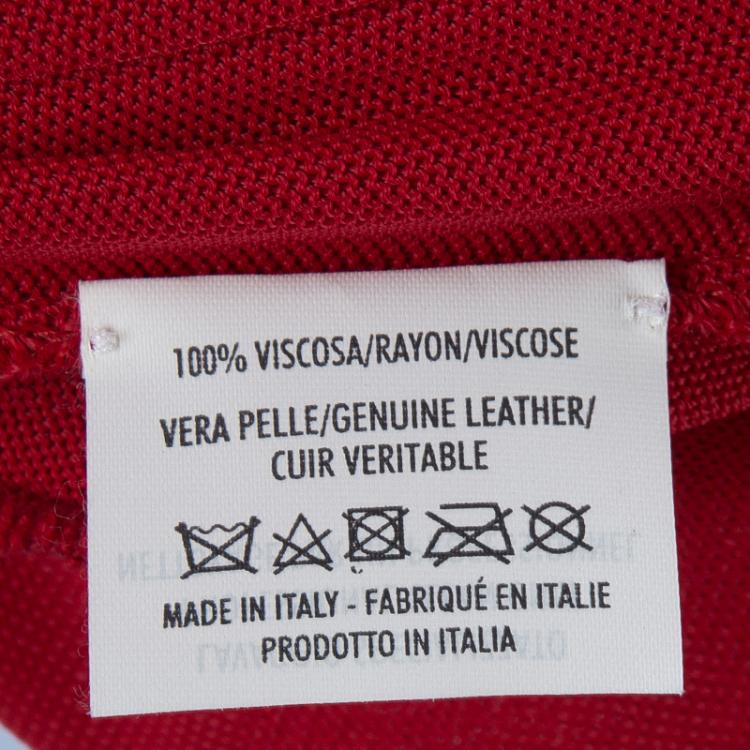 100% VISCOSA/RAYON/VISCOSE
VERA PELLE/GENUINE LEATHER/
CUIR VERITABLE
MADE IN ITALY - FABRIQUÉ EN ITALIE
PRODOTTO IN ITALIA